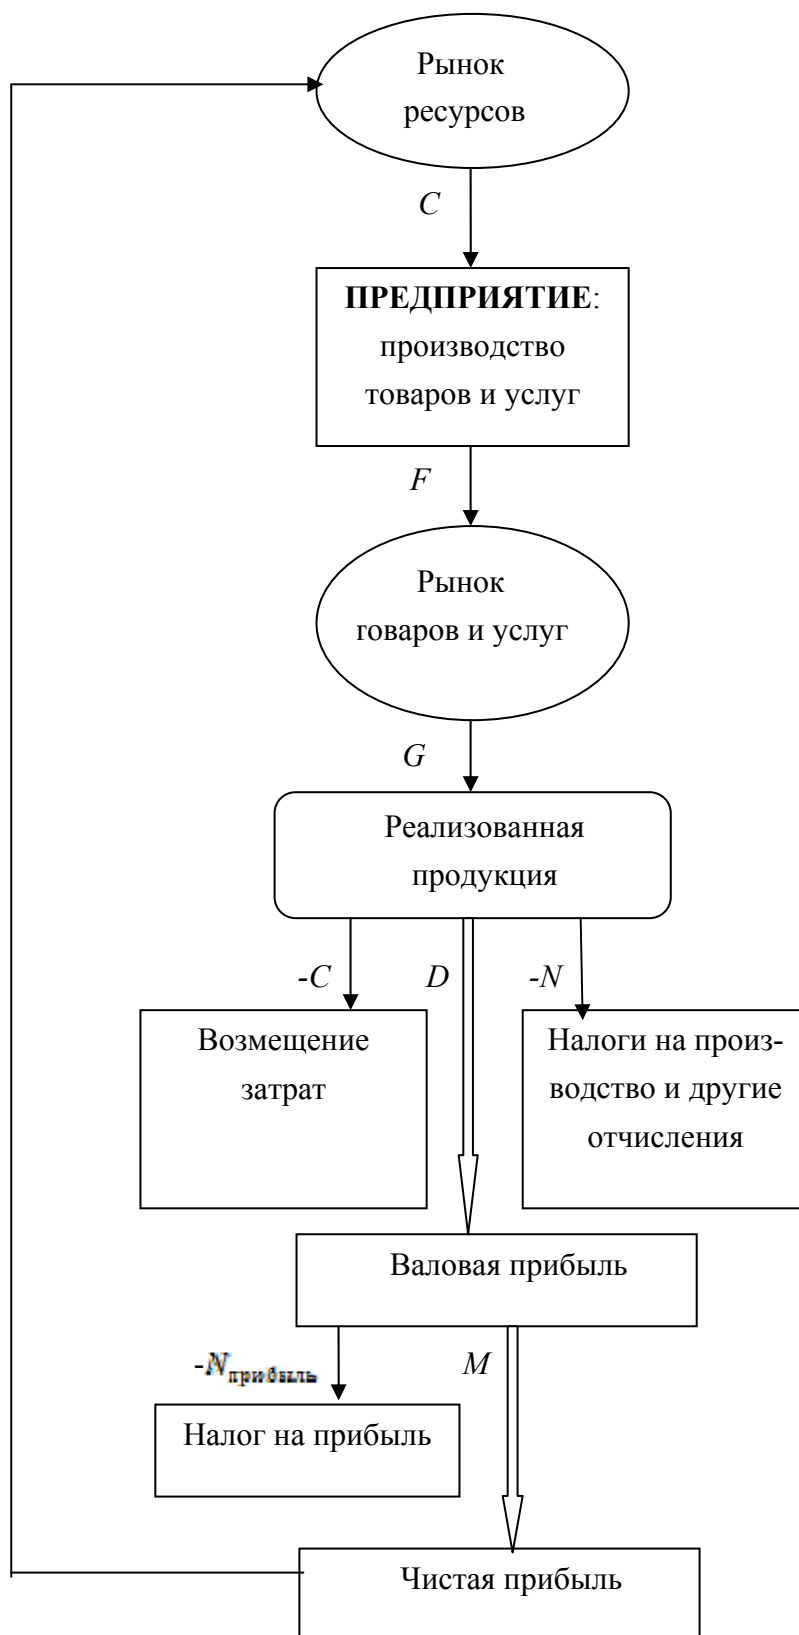 Рынок
ресурсов
C
ПРЕДПРИЯТИЕ:
производство
товаров и услуг
F
Рынок
товаров и услуг
G
Реализованная
продукция
-C
D
-N
Возмещение
затрат
Налоги на произ-
водство и другие
отчисления
Валовая прибыль
-Nприбыль
M
Налог на прибыль
Чистая прибыль